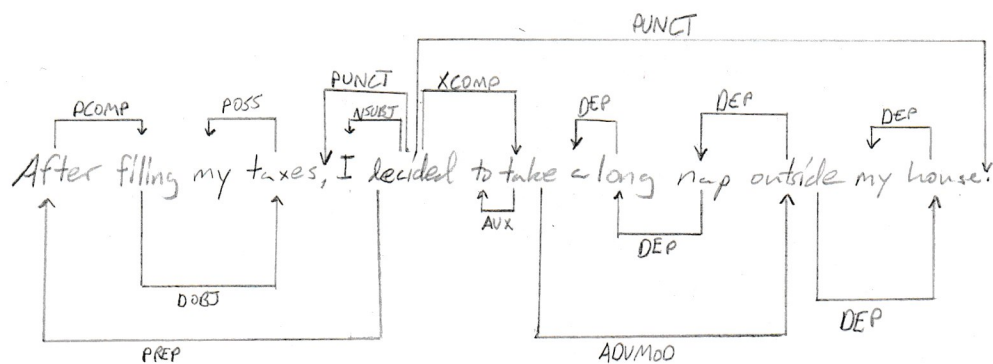 PUNCT
PUNCT XCOMP
PCOMP POSS NSUBJ DEP DEP DEP
After filling my taxes, I decided to take a long nap outside my house.
AUX
DEP
DOBJ DEP
PREP ADVMOD